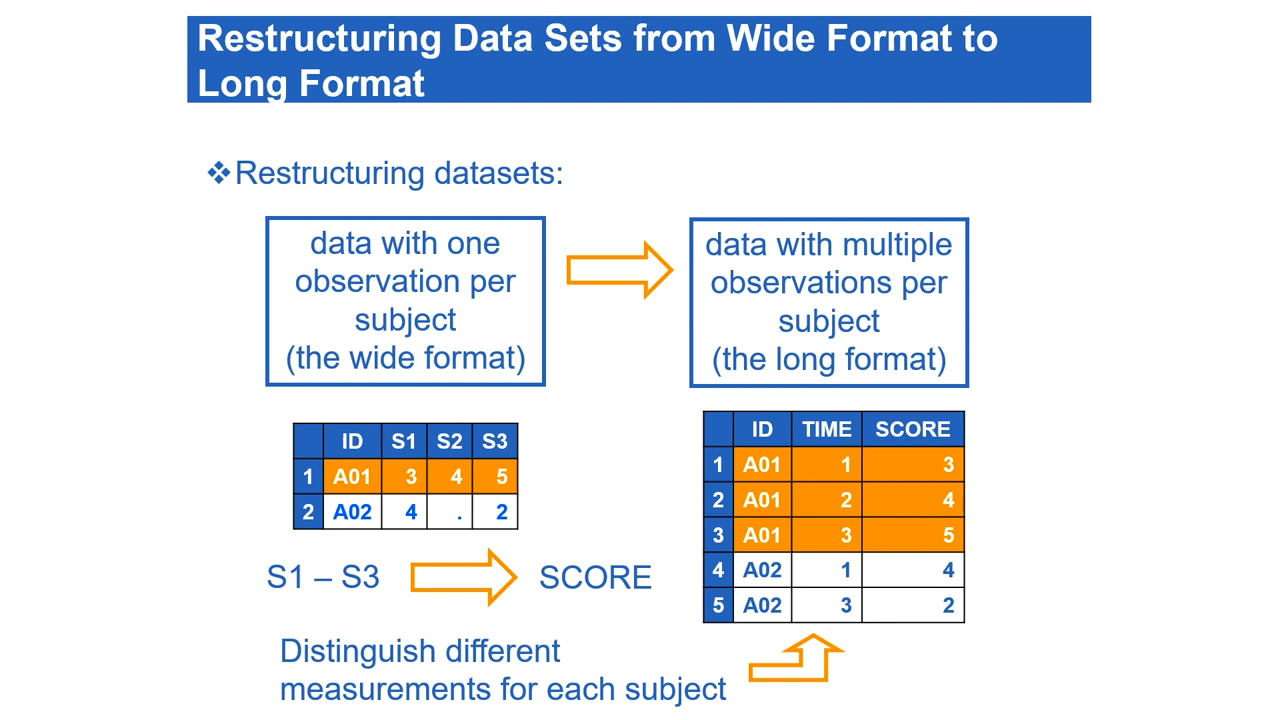 Restructuring Data Sets from Wide Format to
Long Format
❖Restructuring datasets:
data with one
observation per
subject
(the wide format)
data with multiple
observations per
subject
(the long format)
ID S1 S2 S3
1 A01 3 4 5
2 A02 4 . 2
S1 – S3 SCORE
ID TIME SCORE
1 A01 1 3
2 A01 2 4
3 A01 3 5
4 A02 1 4
5 A02 3 2
Distinguish different
measurements for each subject